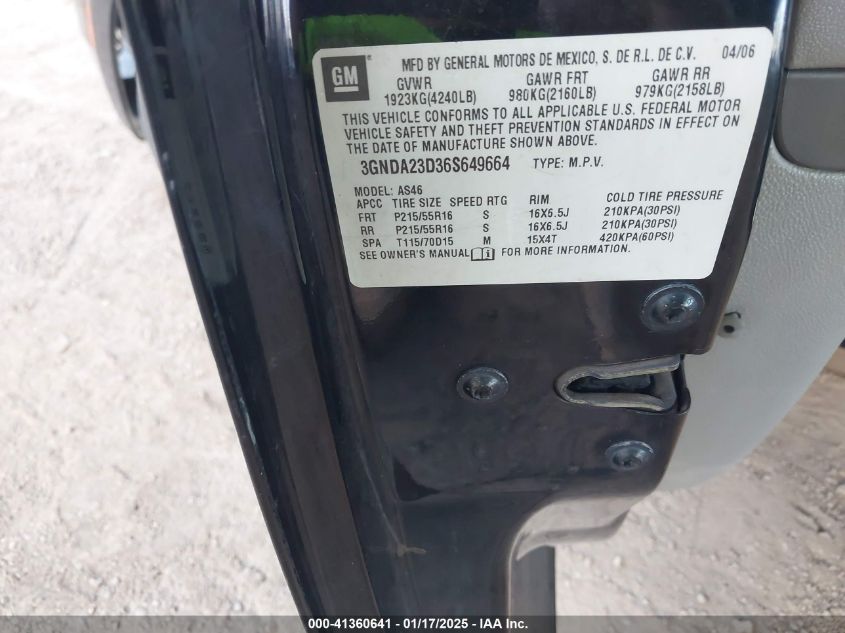 GM
MFD BY GENERAL MOTORS DE MEXICO, S. DE R.L. DE C.V. 04/06
GVWR GAWR FRT GAWR RR
1923KG(4240LB) 980KG(2160LB) 979KG(2158LB)
THIS VEHICLE CONFORMS TO ALL APPLICABLE U.S. FEDERAL MOTOR
VEHICLE SAFETY AND THEFT PREVENTION STANDARDS IN EFFECT ON
THE DATE OF MANUFACTURE SHOWN ABOVE.
3GNDA23D36S649664 TYPE: M.P.V.
MODEL: AS46
APCC TIRE SIZE SPEED RTG RIM COLD TIRE PRESSURE
FRT P215/55R16 S 16X6.5J 210KPA(30PSI)
RR P215/55R16 S 16X6.5J 210KPA(30PSI)
SPA T115/70D15 M 15X4T 420KPA(60PSI)
SEE OWNER'S MANUAL FOR MORE INFORMATION.
000-41360641 - 01/17/2025 - IAA Inc.